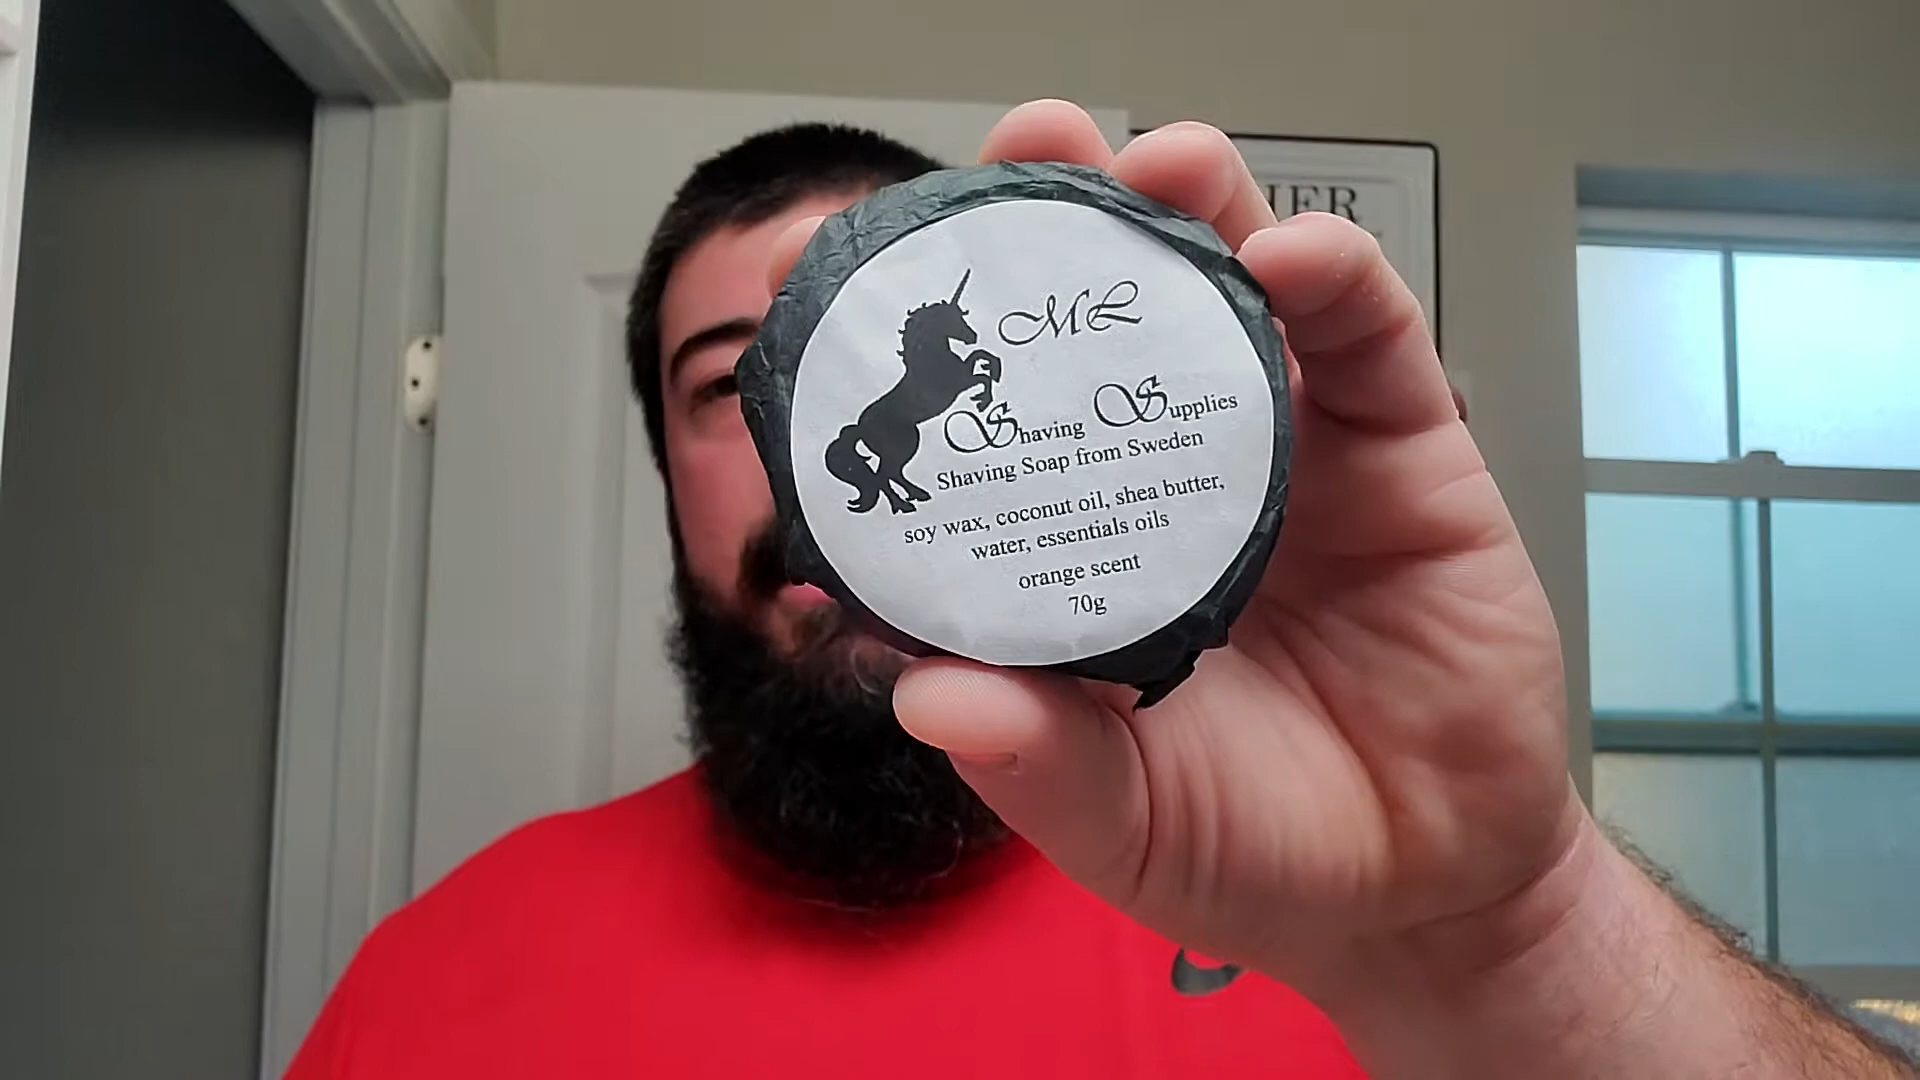 ML
Shaving Supplies
Shaving Soap from Sweden
soy wax, coconut oil, shea butter,
water, essentials oils
orange scent
70g